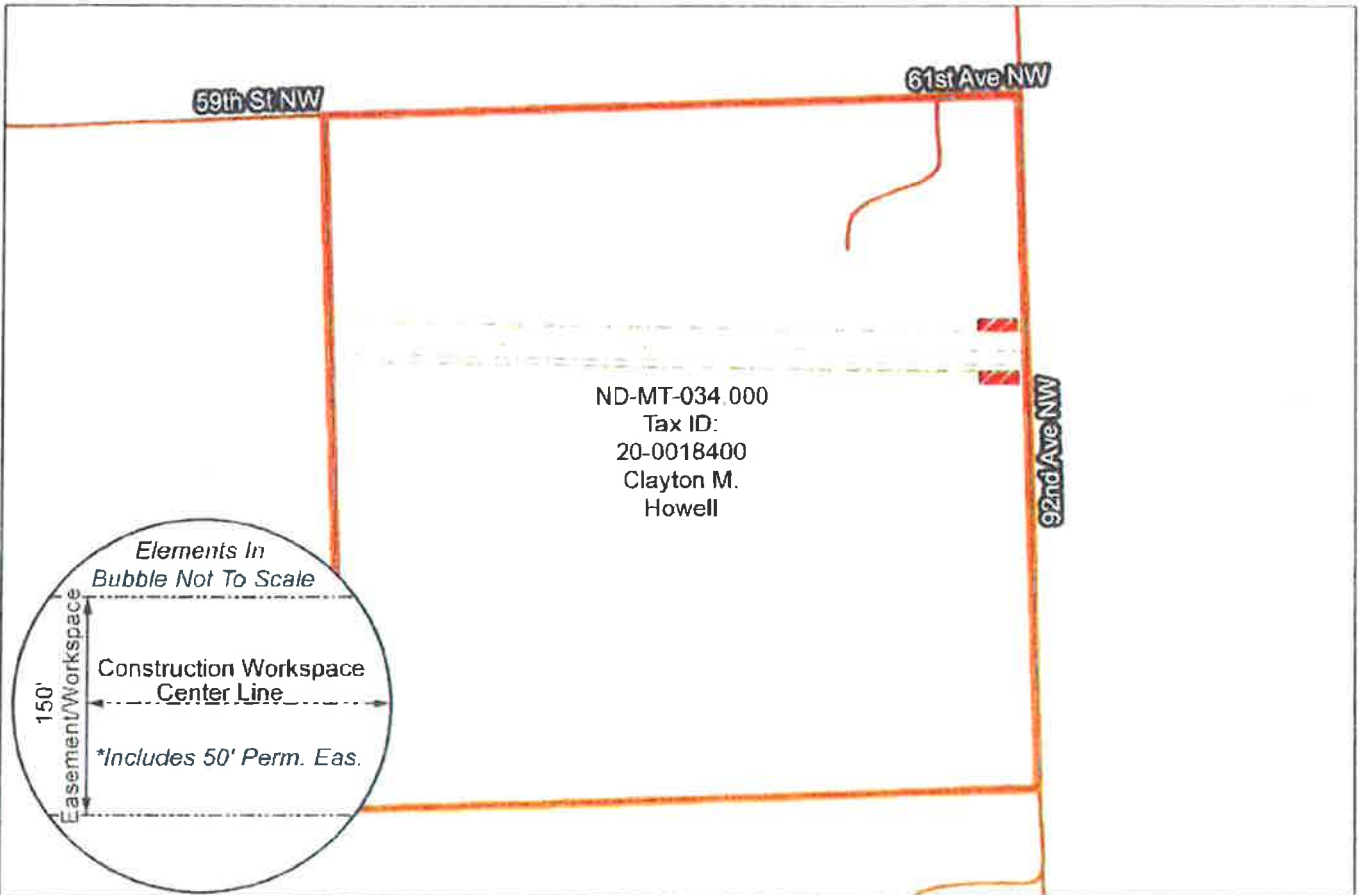 59th St NW
61st Ave NW
ND-MT-034.000
Tax ID:
20-0018400
Clayton M.
Howell
92nd Ave NW
Elements In
Bubble Not To Scale
150'
Easement/Workspace
Construction Workspace
Center Line
*Includes 50' Perm. Eas.